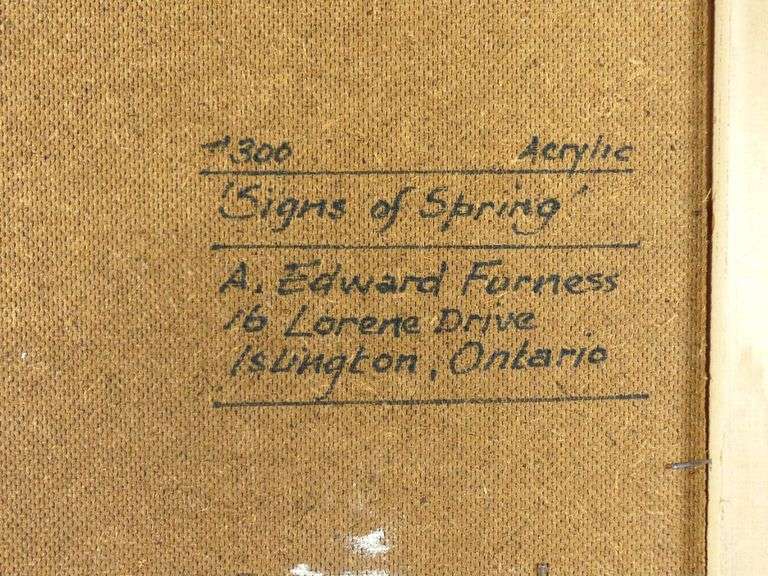 #300 Acrylic
'Signs of Spring'
A. Edward Furness
16 Lorene Drive
Islington, Ontario